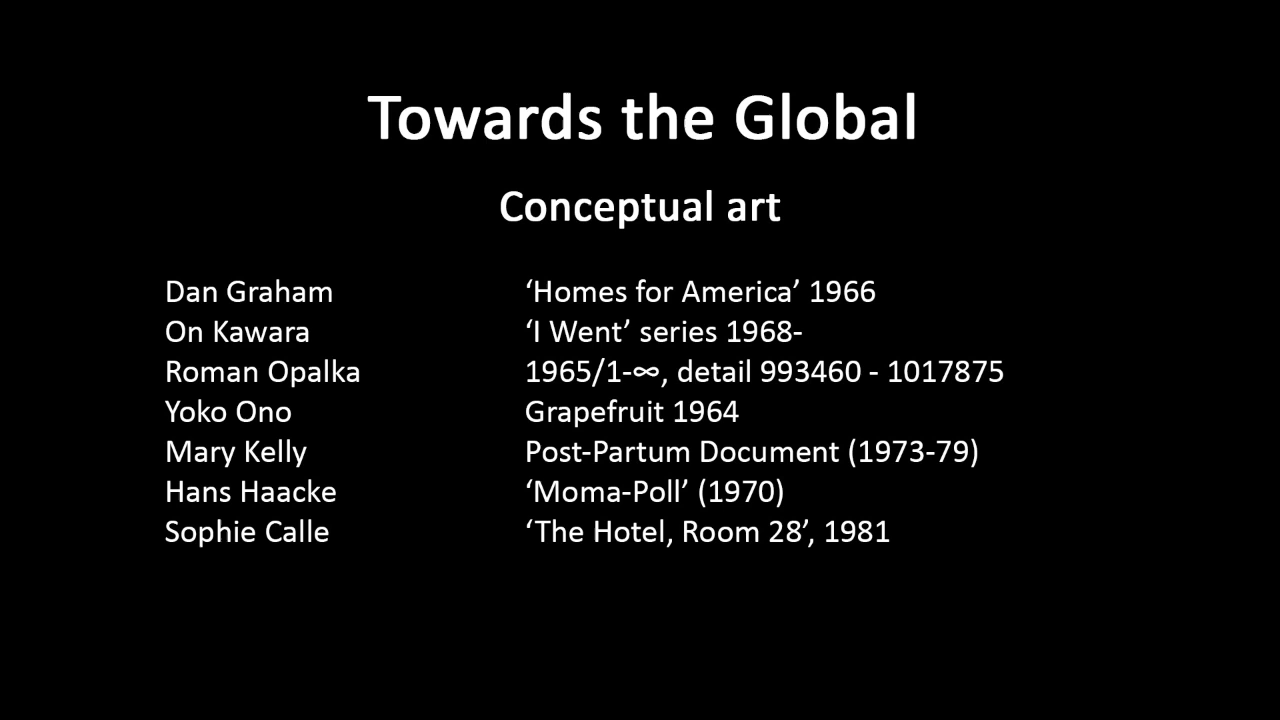 Towards the Global
Conceptual art
Dan Graham ‘Homes for America’ 1966
On Kawara ‘I Went’ series 1968-
Roman Opalka 1965/1-∞, detail 993460 - 1017875
Yoko Ono Grapefruit 1964
Mary Kelly Post-Partum Document (1973-79)
Hans Haacke ‘Moma-Poll’ (1970)
Sophie Calle ‘The Hotel, Room 28’, 1981